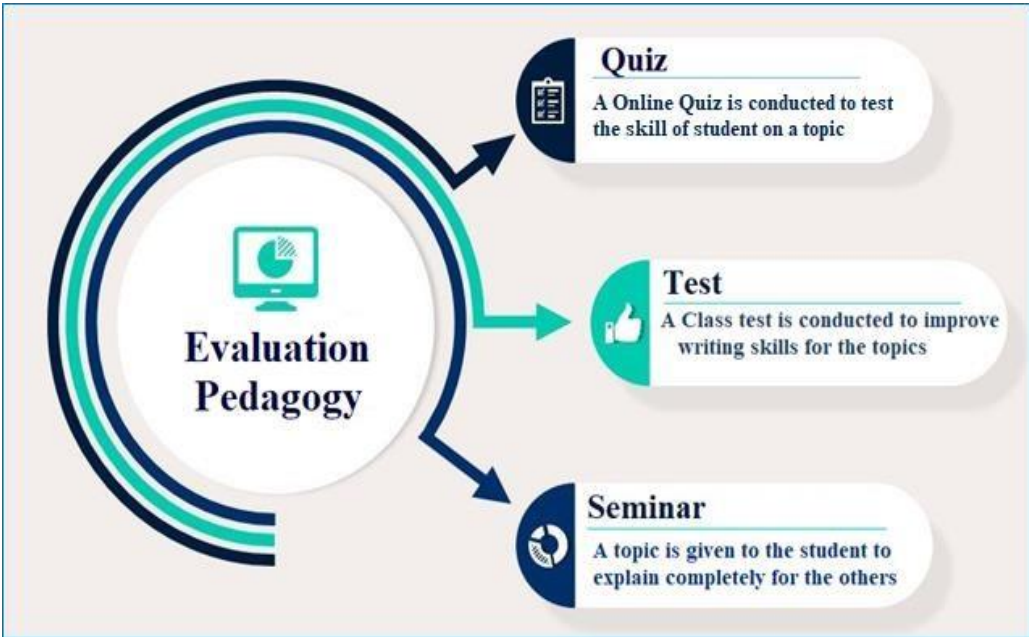 Quiz
A Online Quiz is conducted to test
the skill of student on a topic
Evaluation
Pedagogy
Test
A Class test is conducted to improve
writing skills for the topics
Seminar
A topic is given to the student to
explain completely for the others